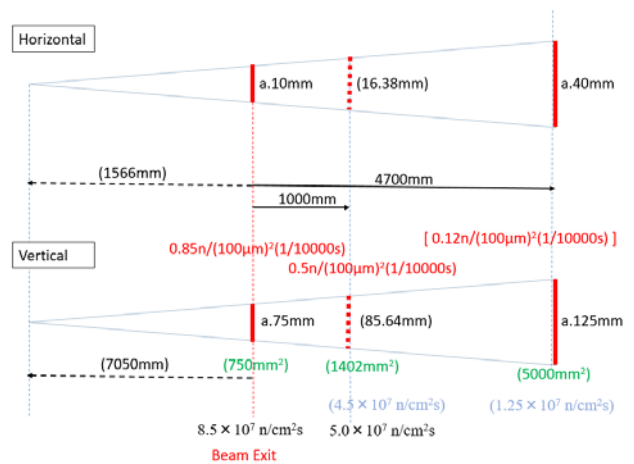 Horizontal
a.10mm
(16.38mm)
a.40mm
(1566mm)
4700mm
1000mm
0.85n/(100μm)²(1/10000s)
[ 0.12n/(100μm)²(1/10000s) ]
0.5n/(100μm)²(1/10000s)
Vertical
a.75mm
(85.64mm)
a.125mm
(7050mm)
(750mm²)
(1402mm²)
(5000mm²)
(4.5 × 10⁷ n/cm²s)
(1.25 × 10⁷ n/cm²s)
8.5 × 10⁷ n/cm²s
5.0 × 10⁷ n/cm²s
Beam Exit